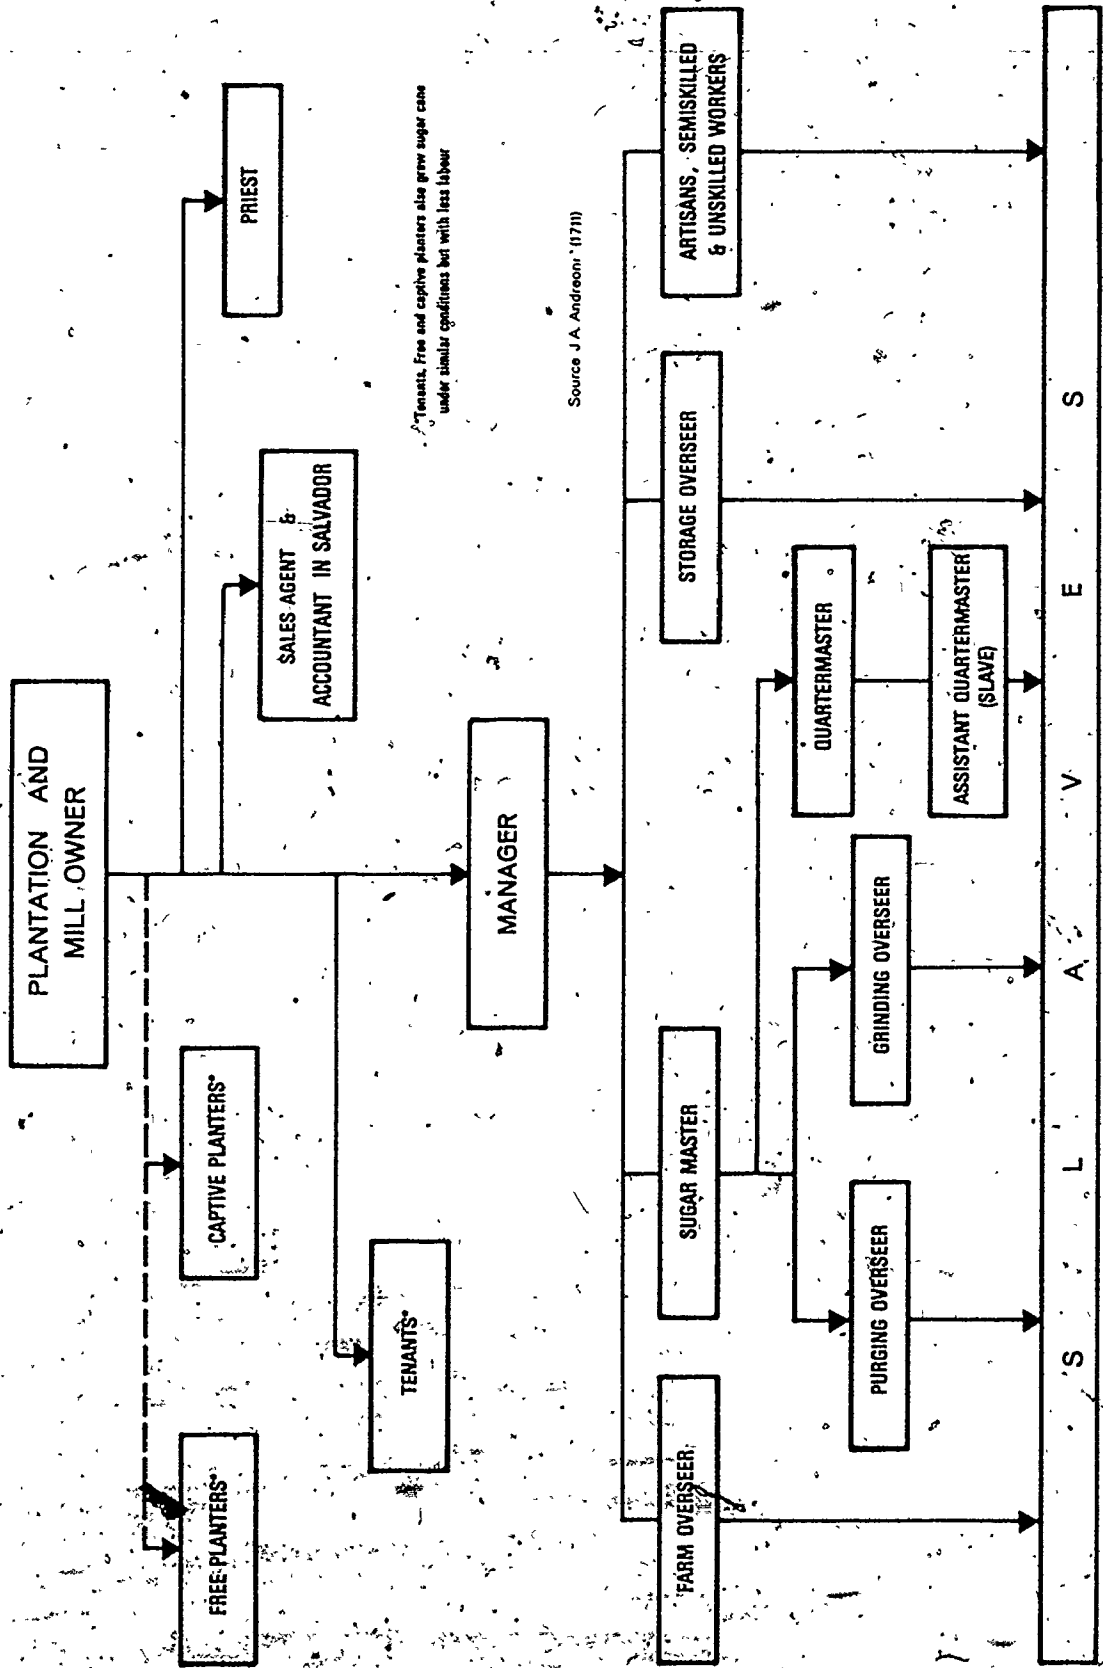 PLANTATION AND
MILL OWNER
PRIEST
SALES AGENT &
ACCOUNTANT IN SALVADOR
FREE PLANTERS*
CAPTIVE PLANTERS*
TENANTS*
*Tenants, Free and captive planters also grew sugar cane
under similar conditions but with less labour
MANAGER
Source J A Andreoni (1711)
FARM OVERSEER
SUGAR MASTER
STORAGE OVERSEER
ARTISANS, SEMISKILLED
& UNSKILLED WORKERS
QUARTERMASTER
PURGING OVERSEER
GRINDING OVERSEER
ASSISTANT QUARTERMASTER
(SLAVE)
S L A V E S